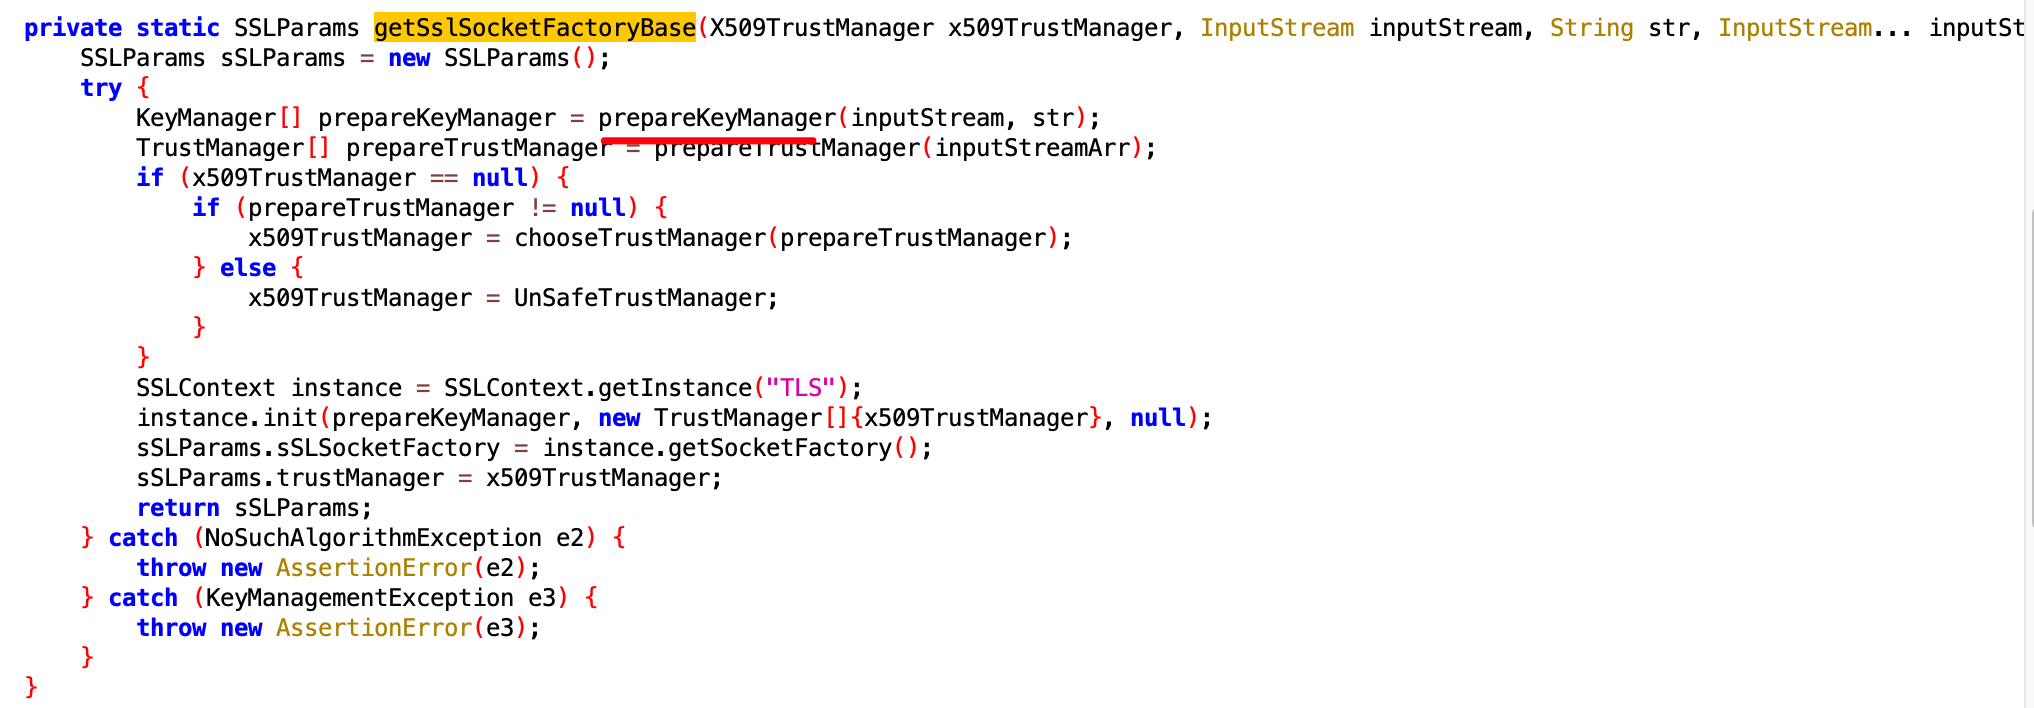 private static SSLParams getSslSocketFactoryBase(X509TrustManager x509TrustManager, InputStream inputStream, String str, InputStream... inputSt
SSLParams sSLParams = new SSLParams();
try {
KeyManager[] prepareKeyManager = prepareKeyManager(inputStream, str);
TrustManager[] prepareTrustManager = prepareTrustManager(inputStreamArr);
if (x509TrustManager == null) {
if (prepareTrustManager != null) {
x509TrustManager = chooseTrustManager(prepareTrustManager);
} else {
x509TrustManager = UnSafeTrustManager;
}
}
SSLContext instance = SSLContext.getInstance("TLS");
instance.init(prepareKeyManager, new TrustManager[]{x509TrustManager}, null);
sSLParams.sSLSocketFactory = instance.getSocketFactory();
sSLParams.trustManager = x509TrustManager;
return sSLParams;
} catch (NoSuchAlgorithmException e2) {
throw new AssertionError(e2);
} catch (KeyManagementException e3) {
throw new AssertionError(e3);
}
}